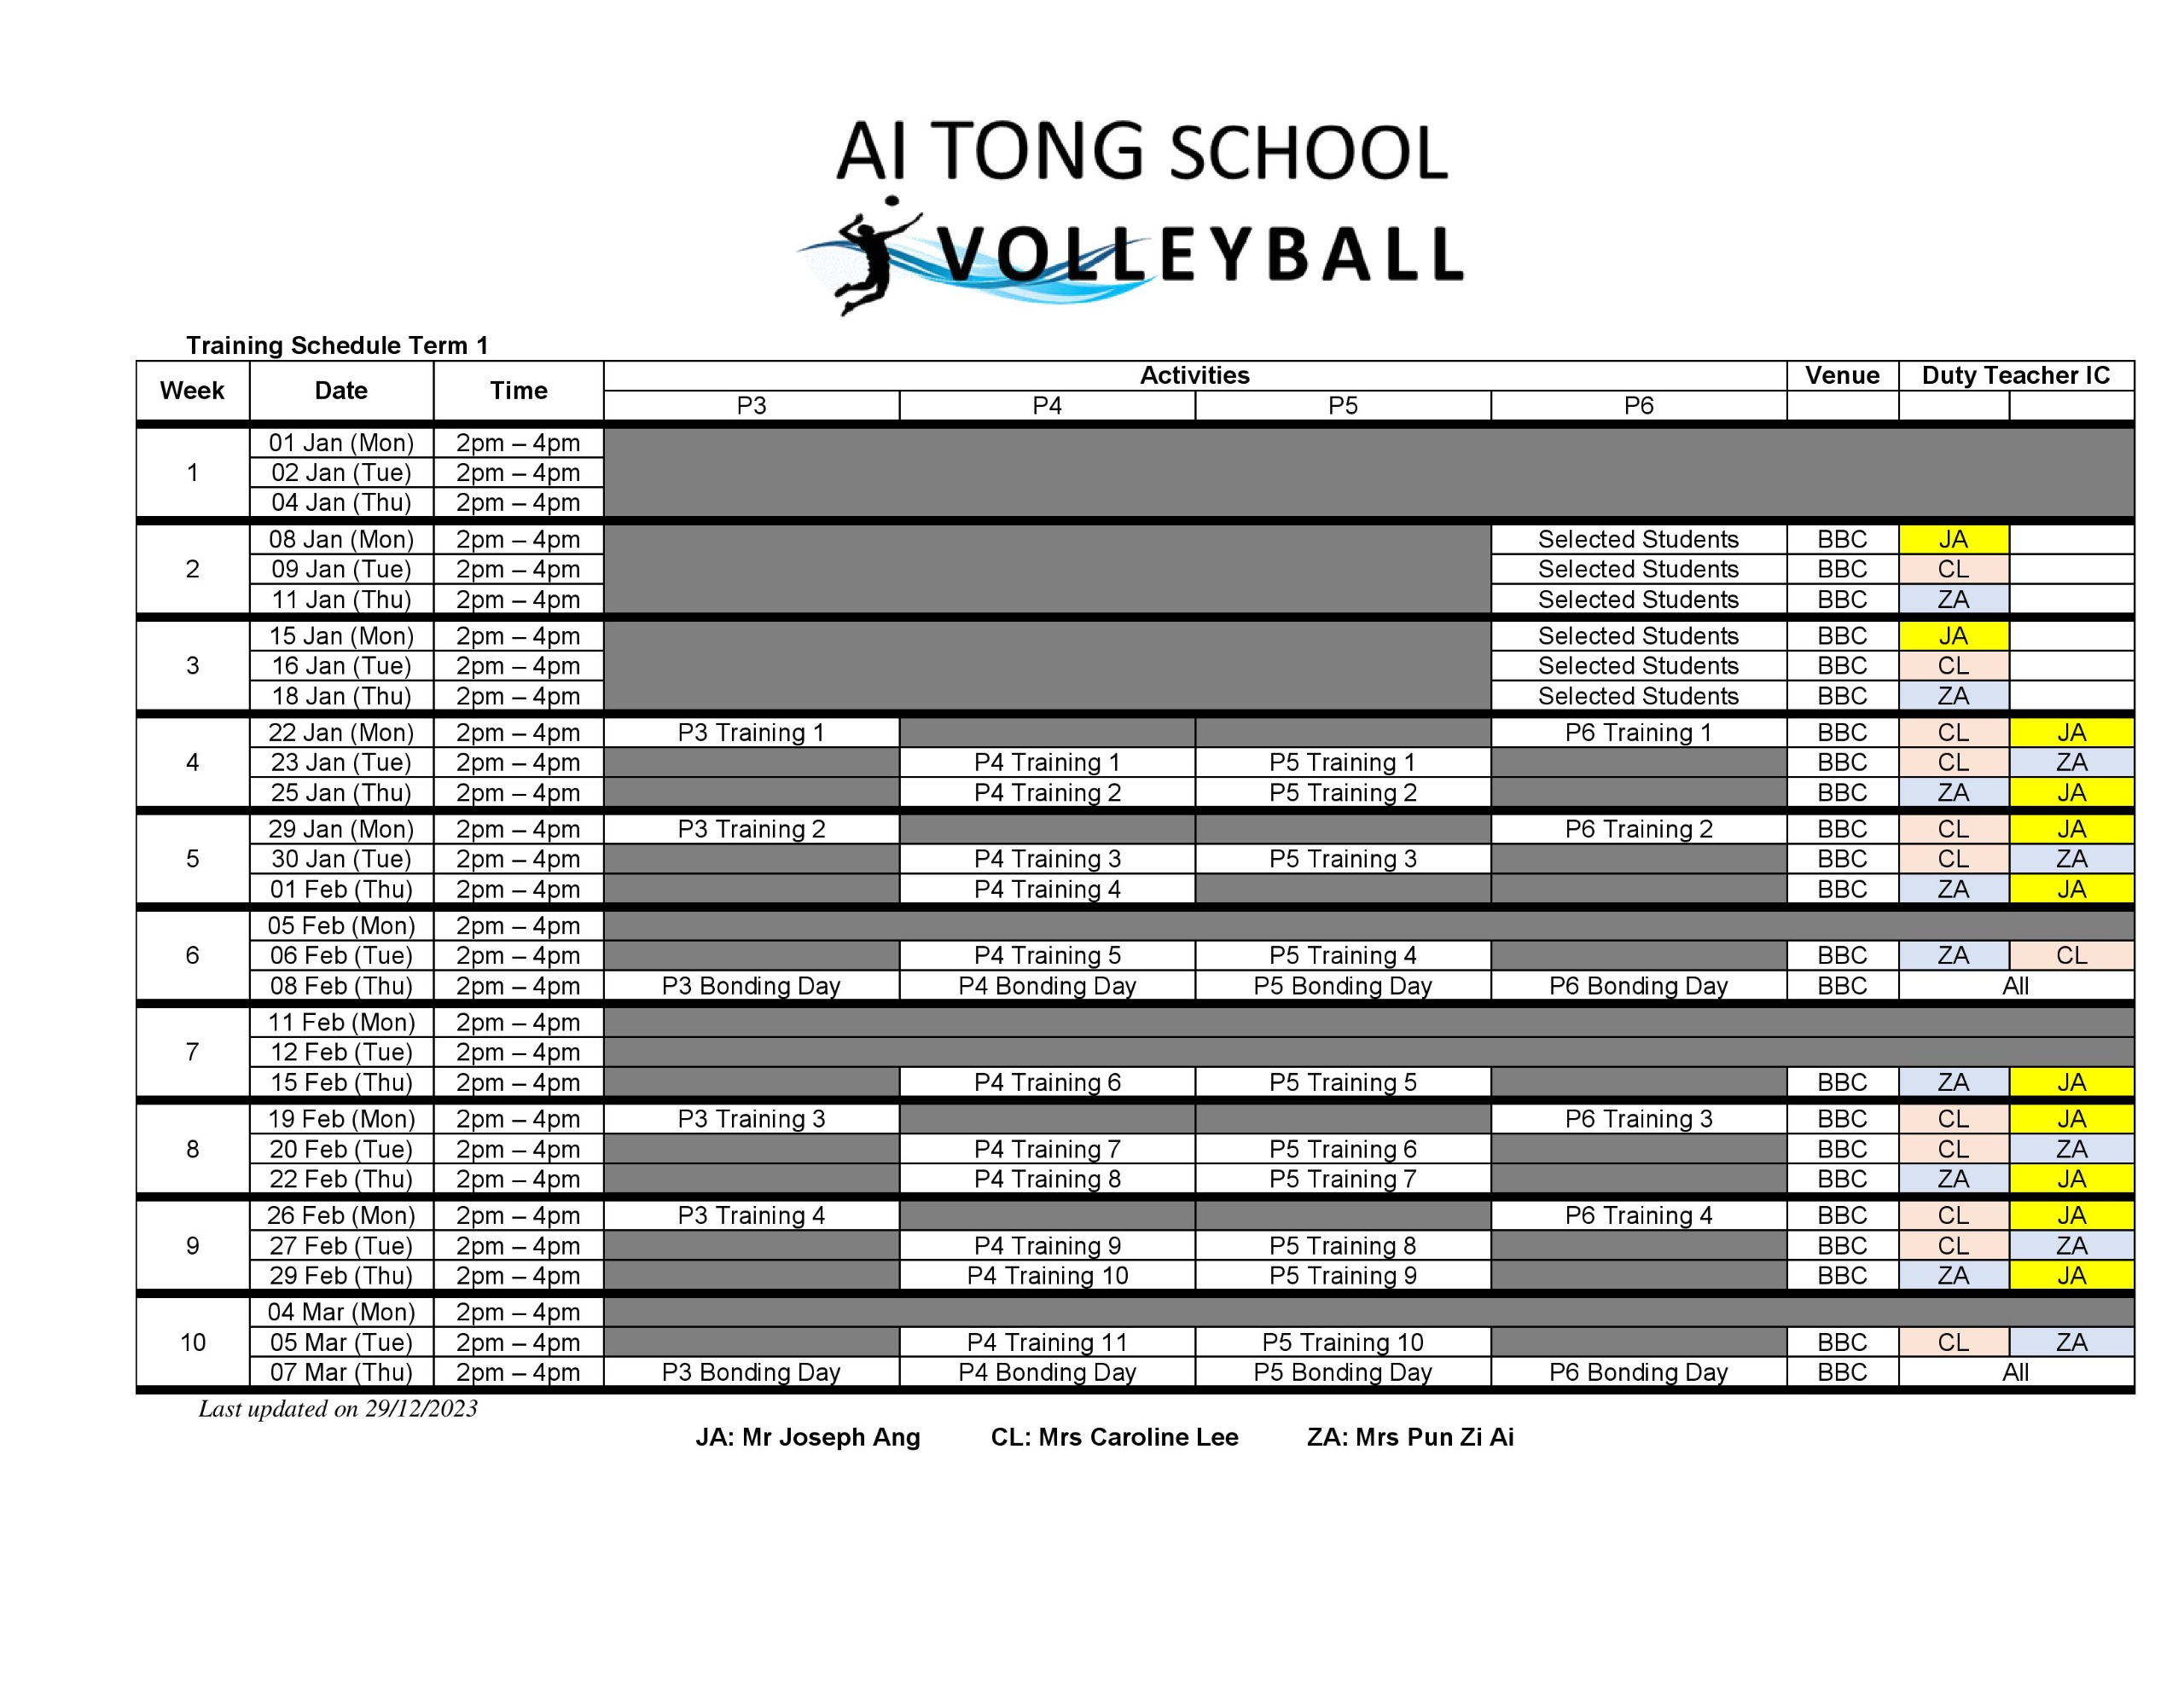 AI TONG SCHOOL
VOLLEYBALL
Training Schedule Term 1
Week Date Time Activities Venue Duty Teacher IC
P3 P4 P5 P6
1
01 Jan (Mon) 2pm – 4pm
02 Jan (Tue) 2pm – 4pm
04 Jan (Thu) 2pm – 4pm
2
08 Jan (Mon) 2pm – 4pm Selected Students BBC JA
09 Jan (Tue) 2pm – 4pm Selected Students BBC CL
11 Jan (Thu) 2pm – 4pm Selected Students BBC ZA
3
15 Jan (Mon) 2pm – 4pm Selected Students BBC JA
16 Jan (Tue) 2pm – 4pm Selected Students BBC CL
18 Jan (Thu) 2pm – 4pm Selected Students BBC ZA
4
22 Jan (Mon) 2pm – 4pm P3 Training 1 P6 Training 1 BBC CL JA
23 Jan (Tue) 2pm – 4pm P4 Training 1 P5 Training 1 BBC CL ZA
25 Jan (Thu) 2pm – 4pm P4 Training 2 P5 Training 2 BBC ZA JA
5
29 Jan (Mon) 2pm – 4pm P3 Training 2 P6 Training 2 BBC CL JA
30 Jan (Tue) 2pm – 4pm P4 Training 3 P5 Training 3 BBC CL ZA
01 Feb (Thu) 2pm – 4pm P4 Training 4 BBC ZA JA
6
05 Feb (Mon) 2pm – 4pm
06 Feb (Tue) 2pm – 4pm P4 Training 5 P5 Training 4 BBC ZA CL
08 Feb (Thu) 2pm – 4pm P3 Bonding Day P4 Bonding Day P5 Bonding Day P6 Bonding Day BBC All
7
11 Feb (Mon) 2pm – 4pm
12 Feb (Tue) 2pm – 4pm
15 Feb (Thu) 2pm – 4pm P4 Training 6 P5 Training 5 BBC ZA JA
8
19 Feb (Mon) 2pm – 4pm P3 Training 3 P6 Training 3 BBC CL JA
20 Feb (Tue) 2pm – 4pm P4 Training 7 P5 Training 6 BBC CL ZA
22 Feb (Thu) 2pm – 4pm P4 Training 8 P5 Training 7 BBC ZA JA
9
26 Feb (Mon) 2pm – 4pm P3 Training 4 P6 Training 4 BBC CL JA
27 Feb (Tue) 2pm – 4pm P4 Training 9 P5 Training 8 BBC CL ZA
29 Feb (Thu) 2pm – 4pm P4 Training 10 P5 Training 9 BBC ZA JA
10
04 Mar (Mon) 2pm – 4pm
05 Mar (Tue) 2pm – 4pm P4 Training 11 P5 Training 10 BBC CL ZA
07 Mar (Thu) 2pm – 4pm P3 Bonding Day P4 Bonding Day P5 Bonding Day P6 Bonding Day BBC All
Last updated on 29/12/2023
JA: Mr Joseph Ang CL: Mrs Caroline Lee ZA: Mrs Pun Zi Ai